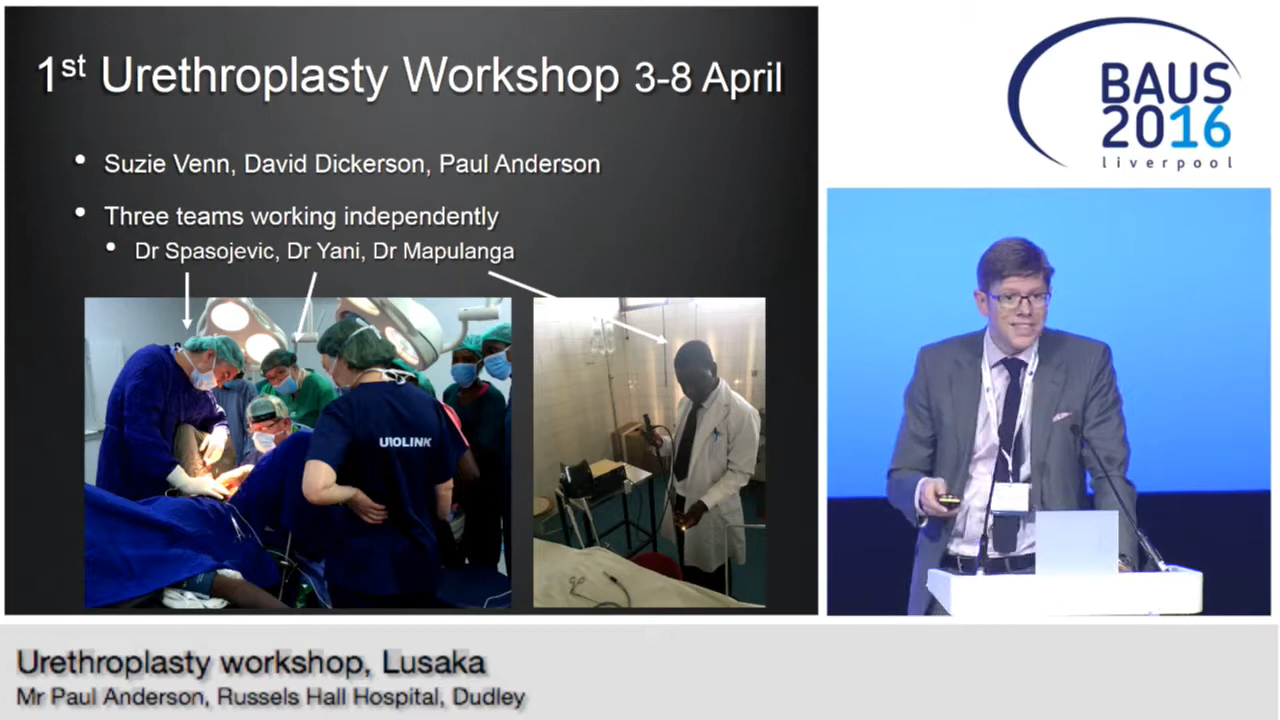 1st Urethroplasty Workshop 3-8 April
• Suzie Venn, David Dickerson, Paul Anderson
• Three teams working independently
• Dr Spasojevic, Dr Yani, Dr Mapulanga
UROLINK
BAUS
2016
liverpool
Urethroplasty workshop, Lusaka
Mr Paul Anderson, Russels Hall Hospital, Dudley